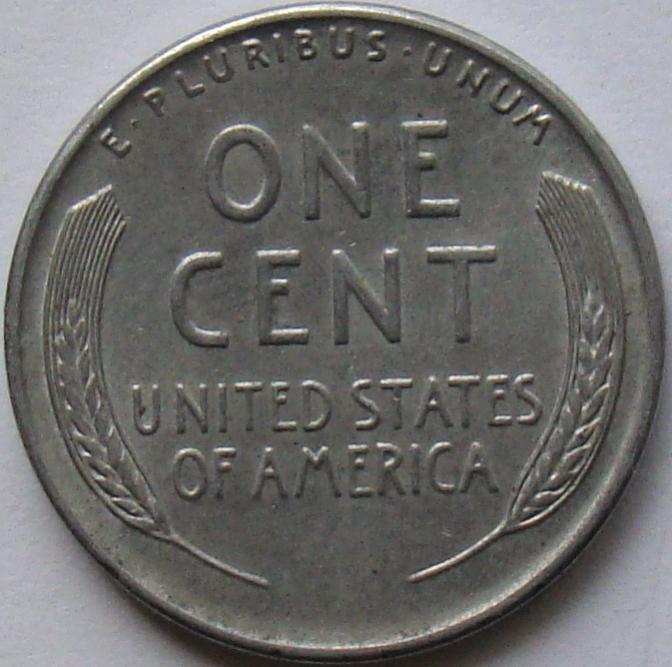 E · PLURIBUS · UNUM
ONE
CENT
UNITED STATES
OF AMERICA